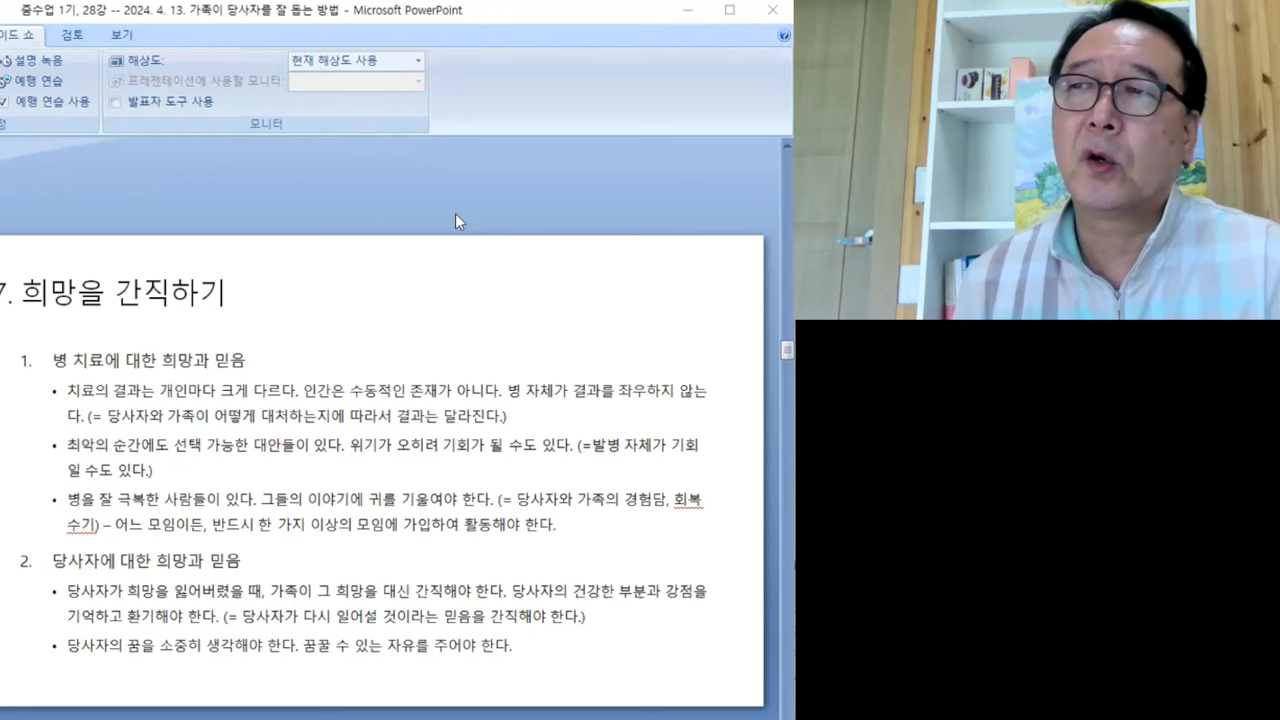 줌수업 1기, 28강 -- 2024. 4. 13. 가족이 당사자를 잘 돕는 방법 - Microsoft PowerPoint
이드 쇼 검토 보기
설명 녹음
예행 연습
예행 연습 사용
정
해상도: 현재 해상도 사용
프레젠테이션에 사용할 모니터:
발표자 도구 사용
모니터
7. 희망을 간직하기
1. 병 치료에 대한 희망과 믿음
• 치료의 결과는 개인마다 크게 다르다. 인간은 수동적인 존재가 아니다. 병 자체가 결과를 좌우하지 않는
다. (= 당사자와 가족이 어떻게 대처하는지에 따라서 결과는 달라진다.)
• 최악의 순간에도 선택 가능한 대안들이 있다. 위기가 오히려 기회가 될 수도 있다. (=발병 자체가 기회
일 수도 있다.)
• 병을 잘 극복한 사람들이 있다. 그들의 이야기에 귀를 기울여야 한다. (= 당사자와 가족의 경험담, 회복
수기) – 어느 모임이든, 반드시 한 가지 이상의 모임에 가입하여 활동해야 한다.
2. 당사자에 대한 희망과 믿음
• 당사자가 희망을 잃어버렸을 때, 가족이 그 희망을 대신 간직해야 한다. 당사자의 건강한 부분과 강점을
기억하고 환기해야 한다. (= 당사자가 다시 일어설 것이라는 믿음을 간직해야 한다.)
• 당사자의 꿈을 소중히 생각해야 한다. 꿈꿀 수 있는 자유를 주어야 한다.